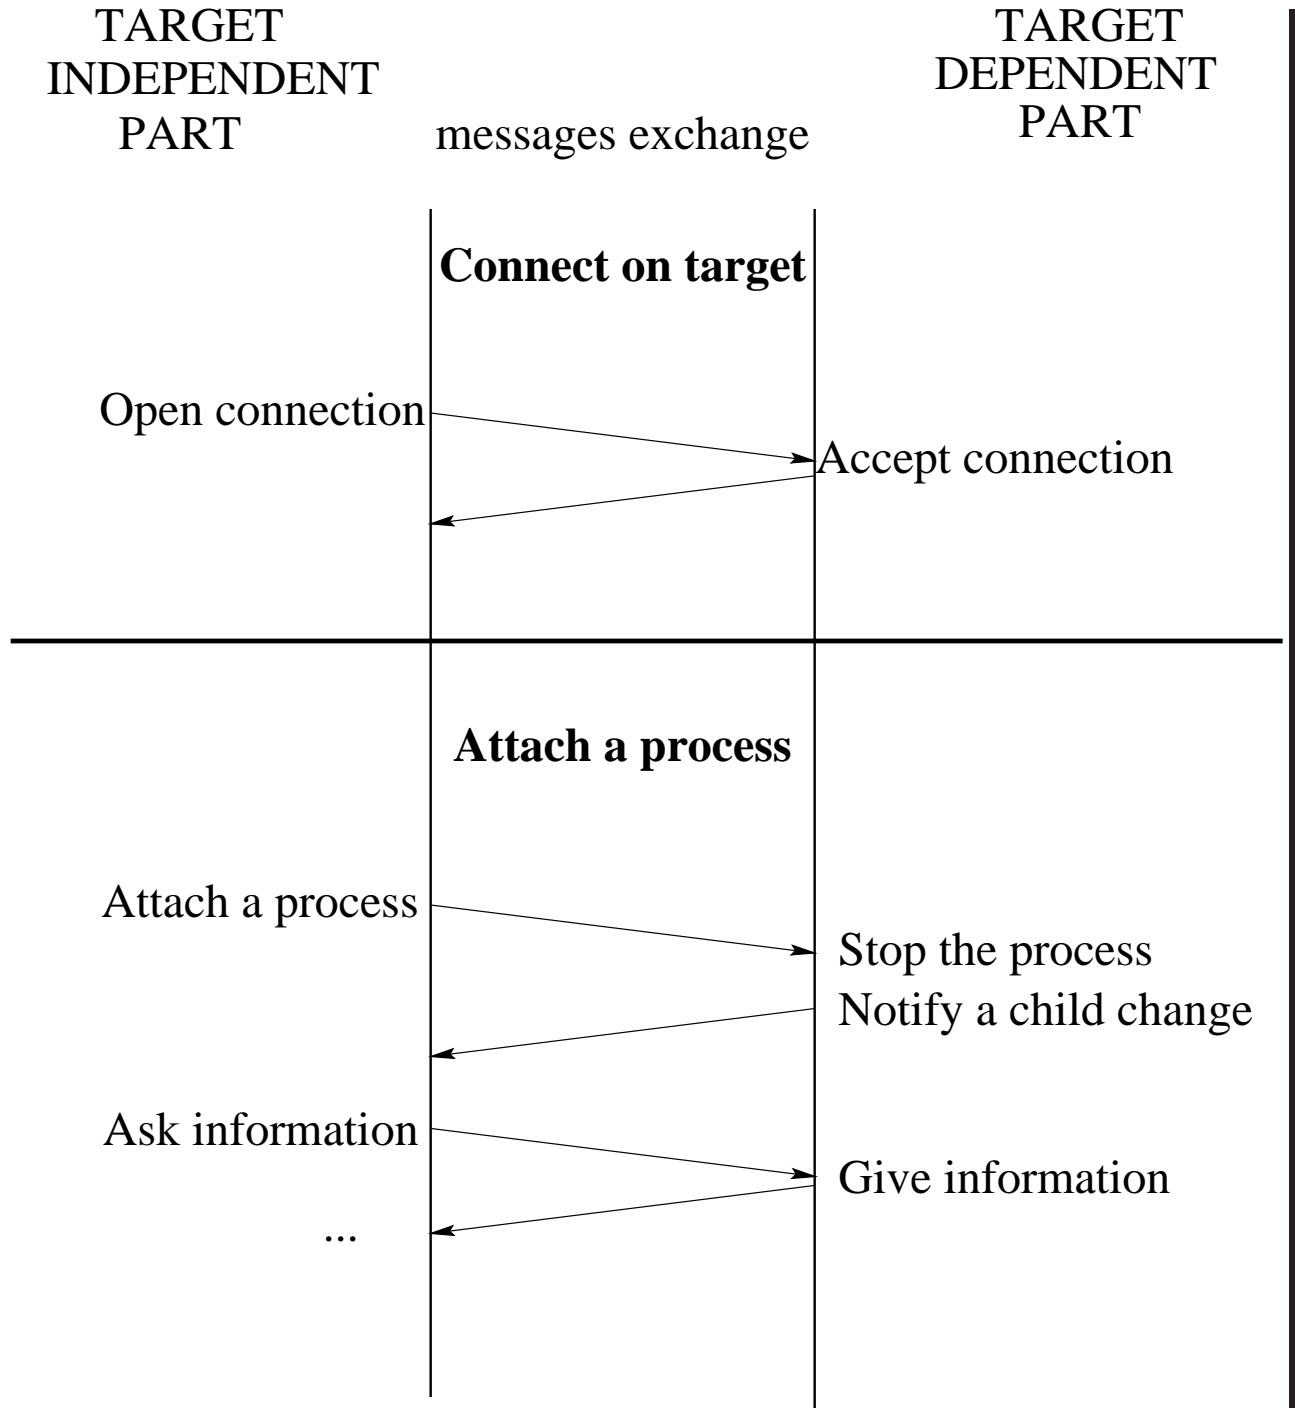 TARGET
INDEPENDENT
PART
messages exchange
TARGET
DEPENDENT
PART
Connect on target
Open connection
Accept connection
Attach a process
Attach a process
Stop the process
Notify a child change
Ask information
Give information
...